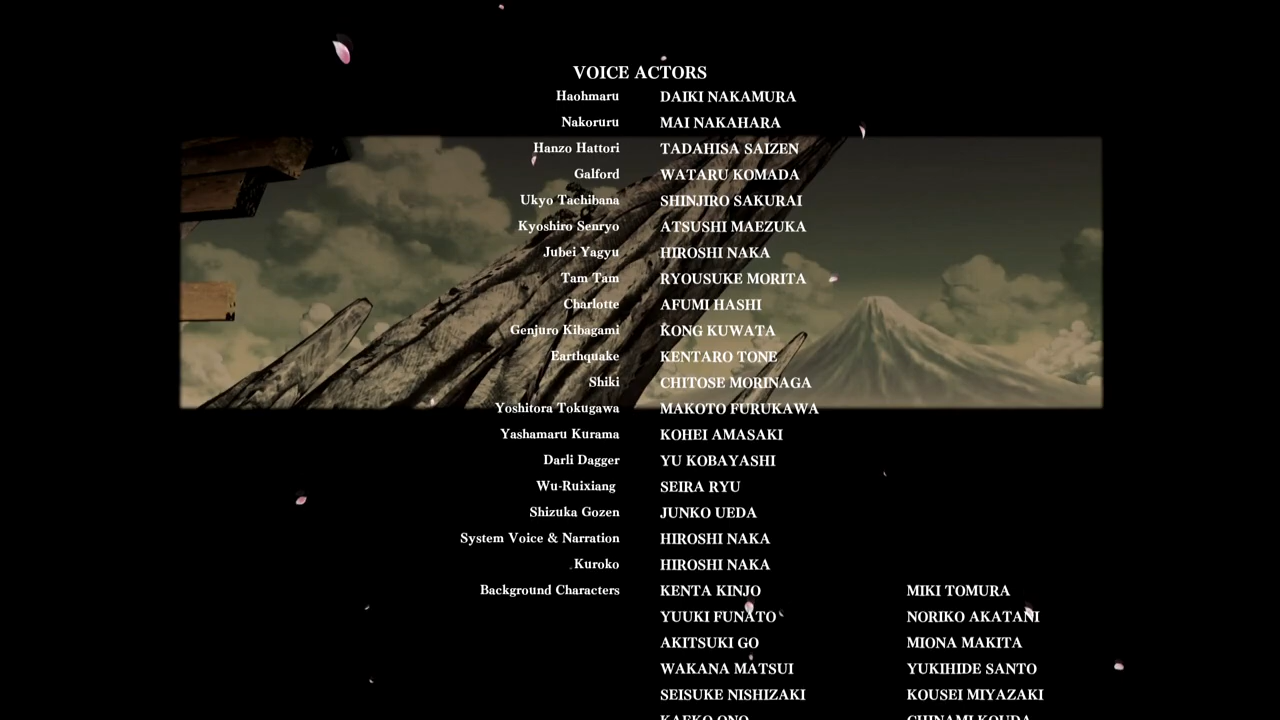 VOICE ACTORS
Haohmaru DAIKI NAKAMURA
Nakoruru MAI NAKAHARA
Hanzo Hattori TADAHISA SAIZEN
Galford WATARU KOMADA
Ukyo Tachibana SHINJIRO SAKURAI
Kyoshiro Senryo ATSUSHI MAEZUKA
Jubei Yagyu HIROSHI NAKA
Tam Tam RYOUSUKE MORITA
Charlotte AFUMI HASHI
Genjuro Kibagami KONG KUWATA
Earthquake KENTARO TONE
Shiki CHITOSE MORINAGA
Yoshitora Tokugawa MAKOTO FURUKAWA
Yashamaru Kurama KOHEI AMASAKI
Darli Dagger YU KOBAYASHI
Wu-Ruixiang SEIRA RYU
Shizuka Gozen JUNKO UEDA
System Voice & Narration HIROSHI NAKA
Kuroko HIROSHI NAKA
Background Characters KENTA KINJO MIKI TOMURA
YUUKI FUNATO NORIKO AKATANI
AKITSUKI GO MIONA MAKITA
WAKANA MATSUI YUKIHIDE SANTO
SEISUKE NISHIZAKI KOUSEI MIYAZAKI